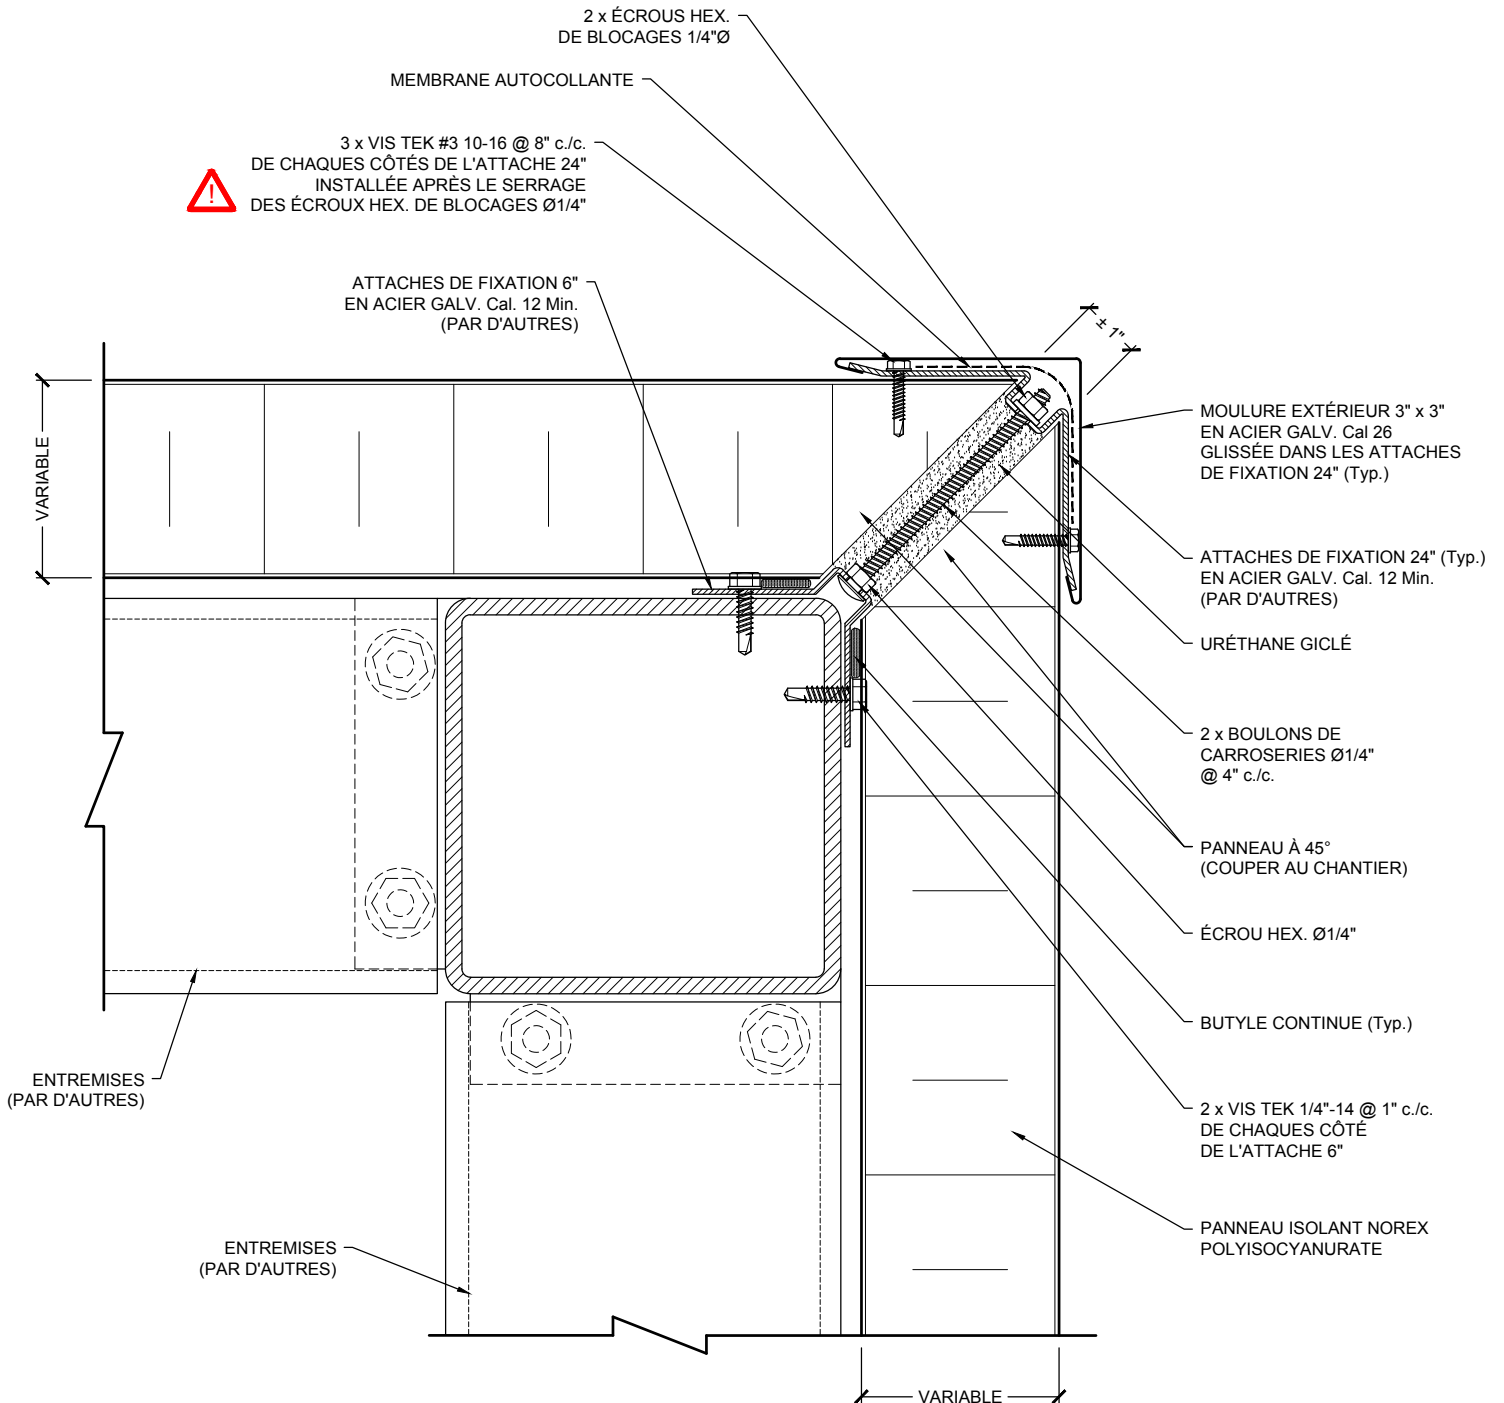 2 x ÉCROUS HEX.
DE BLOCAGES 1/4"Ø
MEMBRANE AUTOCOLLANTE
3 x VIS TEK #3 10-16 @ 8" c./c.
DE CHAQUES CÔTÉS DE L'ATTACHE 24"
INSTALLÉE APRÈS LE SERRAGE
DES ÉCROUX HEX. DE BLOCAGES Ø1/4"
!
ATTACHES DE FIXATION 6"
EN ACIER GALV. Cal. 12 Min.
(PAR D'AUTRES)
± 1"
VARIABLE
MOULURE EXTÉRIEUR 3" x 3"
EN ACIER GALV. Cal 26
GLISSÉE DANS LES ATTACHES
DE FIXATION 24" (Typ.)
ATTACHES DE FIXATION 24" (Typ.)
EN ACIER GALV. Cal. 12 Min.
(PAR D'AUTRES)
URÉTHANE GICLÉ
2 x BOULONS DE
CARROSERIES Ø1/4"
@ 4" c./c.
PANNEAU À 45°
(COUPER AU CHANTIER)
ÉCROU HEX. Ø1/4"
BUTYLE CONTINUE (Typ.)
ENTREMISES
(PAR D'AUTRES)
2 x VIS TEK 1/4"-14 @ 1" c./c.
DE CHAQUES CÔTÉ
DE L'ATTACHE 6"
PANNEAU ISOLANT NOREX
POLYISOCYANURATE
ENTREMISES
(PAR D'AUTRES)
VARIABLE